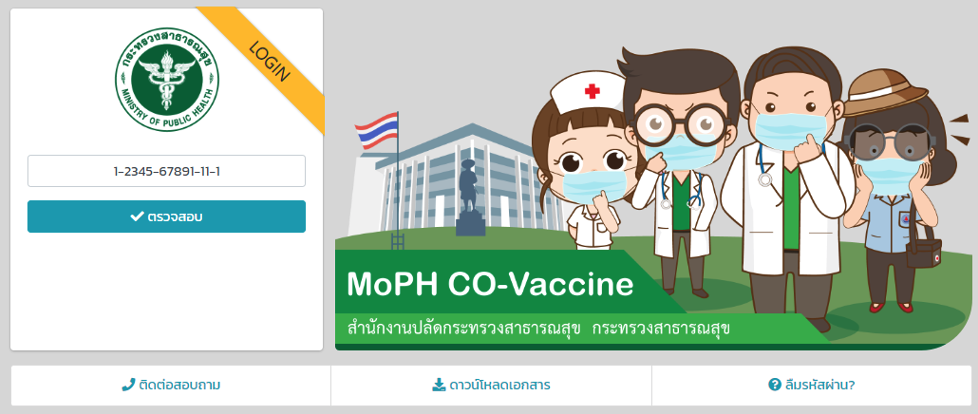 LOGIN
กระทรวงสาธารณสุข
MINISTRY OF PUBLIC HEALTH
1-2345-67891-11-1
ตรวจสอบ
MoPH CO-Vaccine
สำนักงานปลัดกระทรวงสาธารณสุข กระทรวงสาธารณสุข
ติดต่อสอบถาม
ดาวน์โหลดเอกสาร
ลืมรหัสผ่าน?